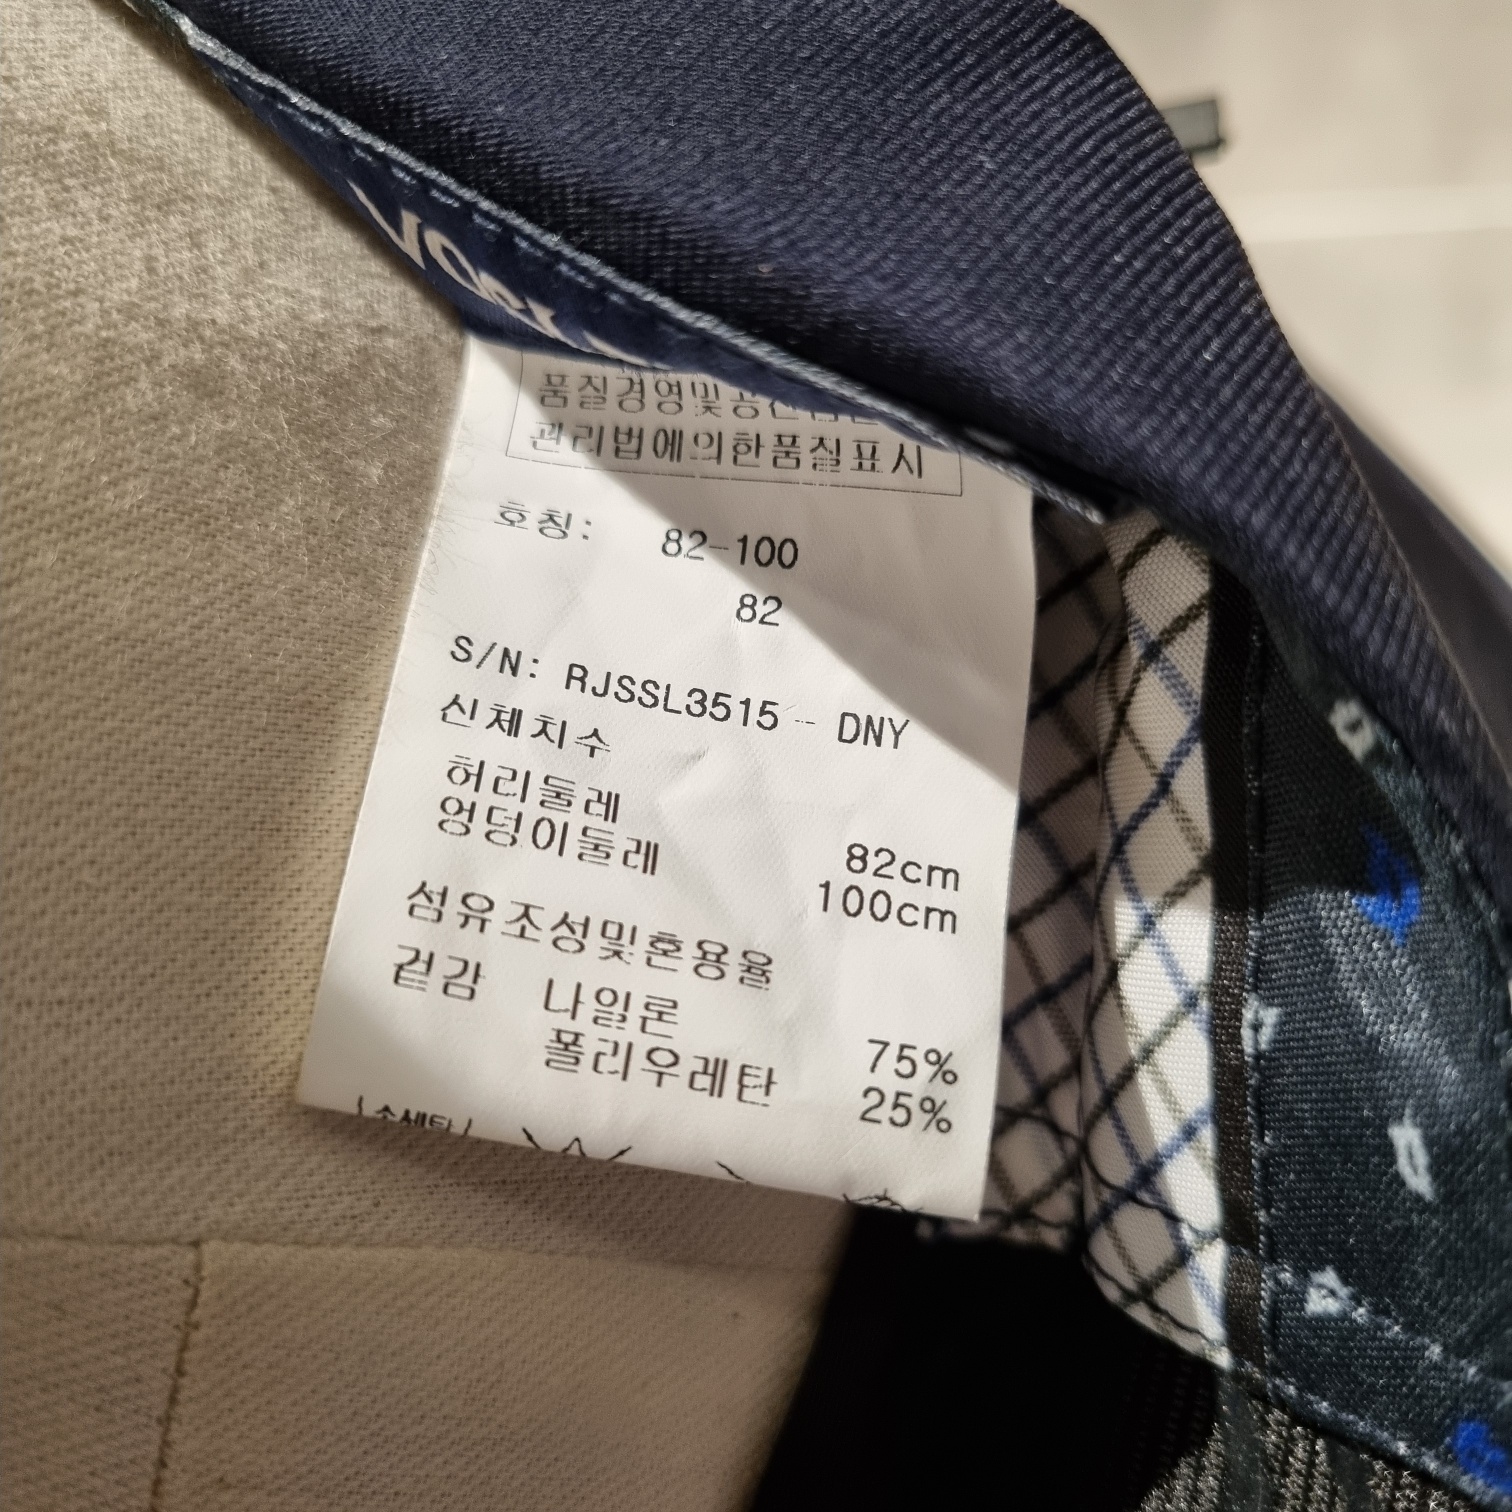 품질경영및공산품안전
관리법에의한품질표시
호칭: 82-100
82
S/N: RJSSL3515 - DNY
신체치수
허리둘레 82cm
엉덩이둘레 100cm
섬유조성및혼용율
겉감 나일론 75%
폴리우레탄 25%